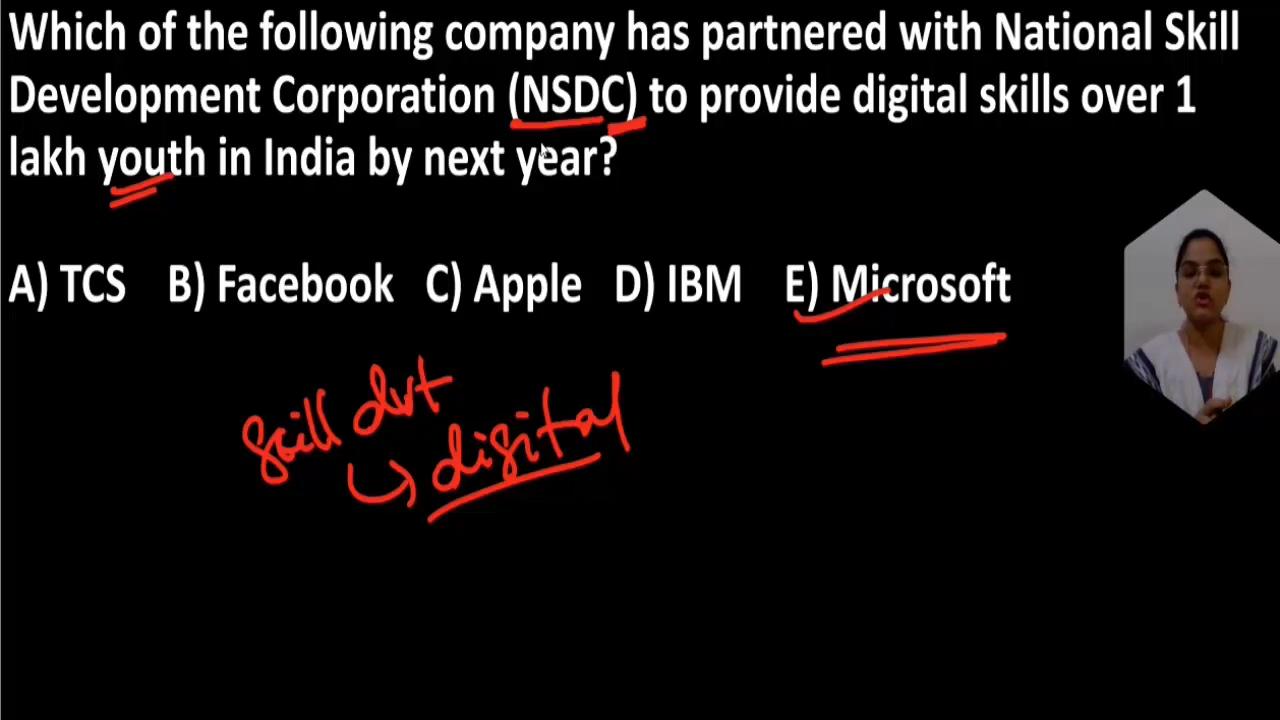 Which of the following company has partnered with National Skill
Development Corporation (NSDC) to provide digital skills over 1
lakh youth in India by next year?
A) TCS B) Facebook C) Apple D) IBM E) Microsoft
skill dvt
digital